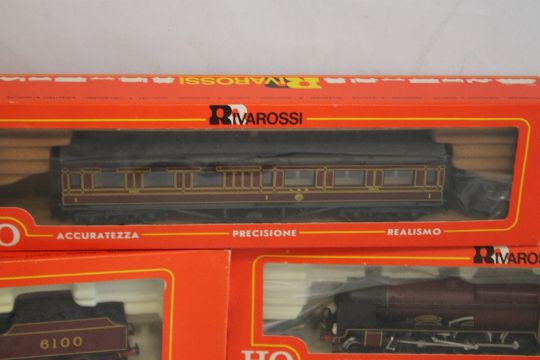 RIVAROSSI
RIVAROSSI
HO ACCURATEZZA PRECISIONE REALISMO
RIVAROSSI
6100
HO